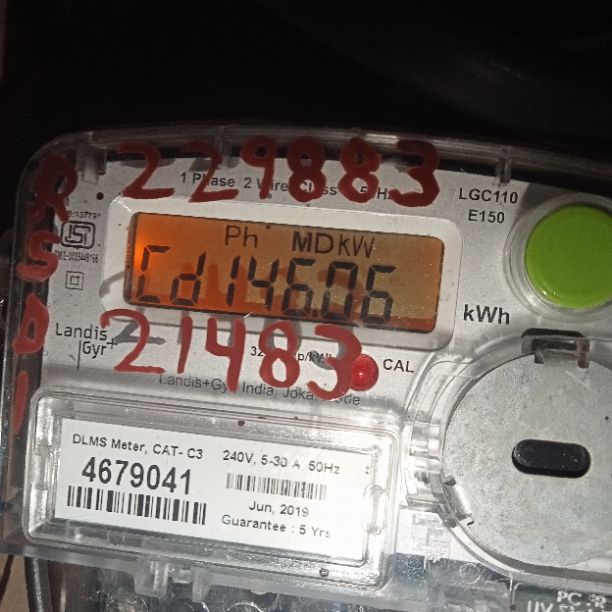 RSD1
229883
1 Phase 2 Wire
LGC110
E150
Ph MD kW
Cd146.06
kWh
Landis
Gyr+
21483
CAL
Landis+Gyr India, Joka
DLMS Meter, CAT- C3
240V, 5-30 A, 50Hz
4679041
Jun, 2019
Guarantee : 5 Yrs